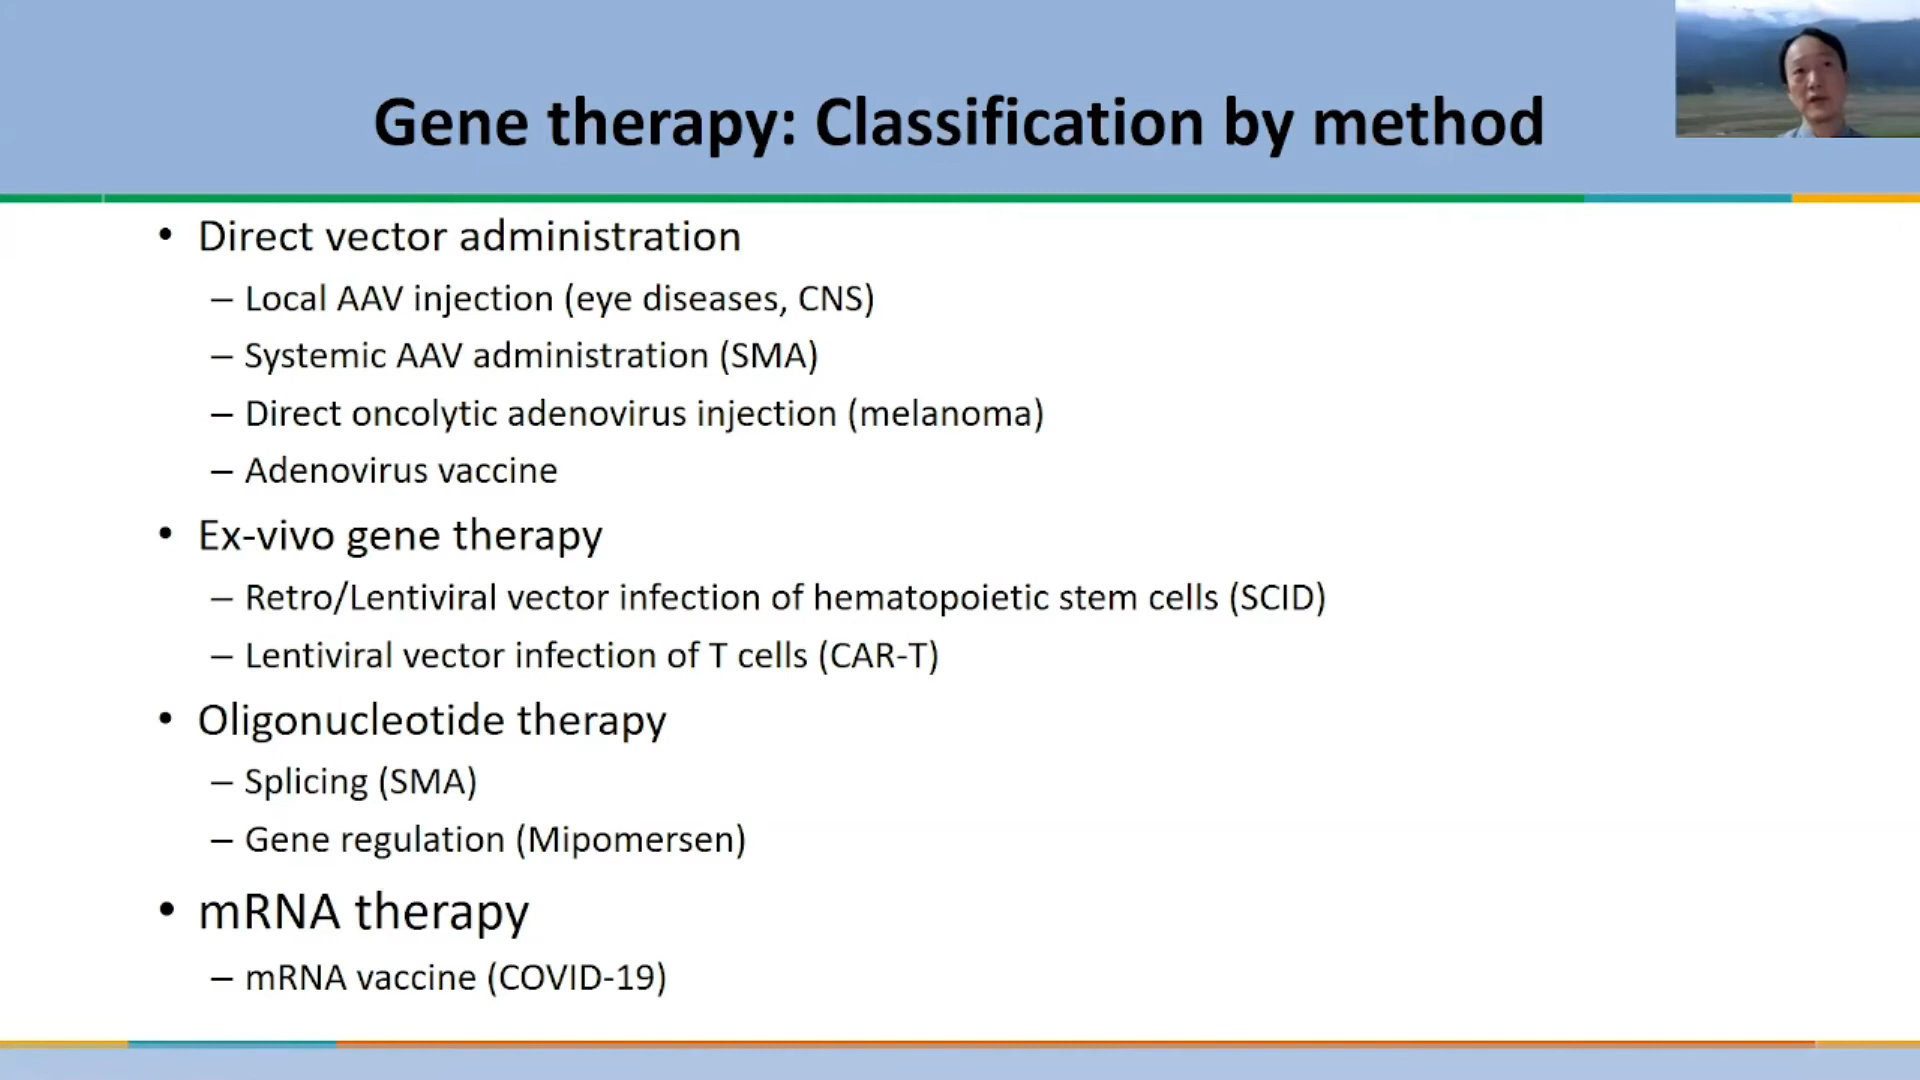 Gene therapy: Classification by method
• Direct vector administration
– Local AAV injection (eye diseases, CNS)
– Systemic AAV administration (SMA)
– Direct oncolytic adenovirus injection (melanoma)
– Adenovirus vaccine
• Ex-vivo gene therapy
– Retro/Lentiviral vector infection of hematopoietic stem cells (SCID)
– Lentiviral vector infection of T cells (CAR-T)
• Oligonucleotide therapy
– Splicing (SMA)
– Gene regulation (Mipomersen)
• mRNA therapy
– mRNA vaccine (COVID-19)